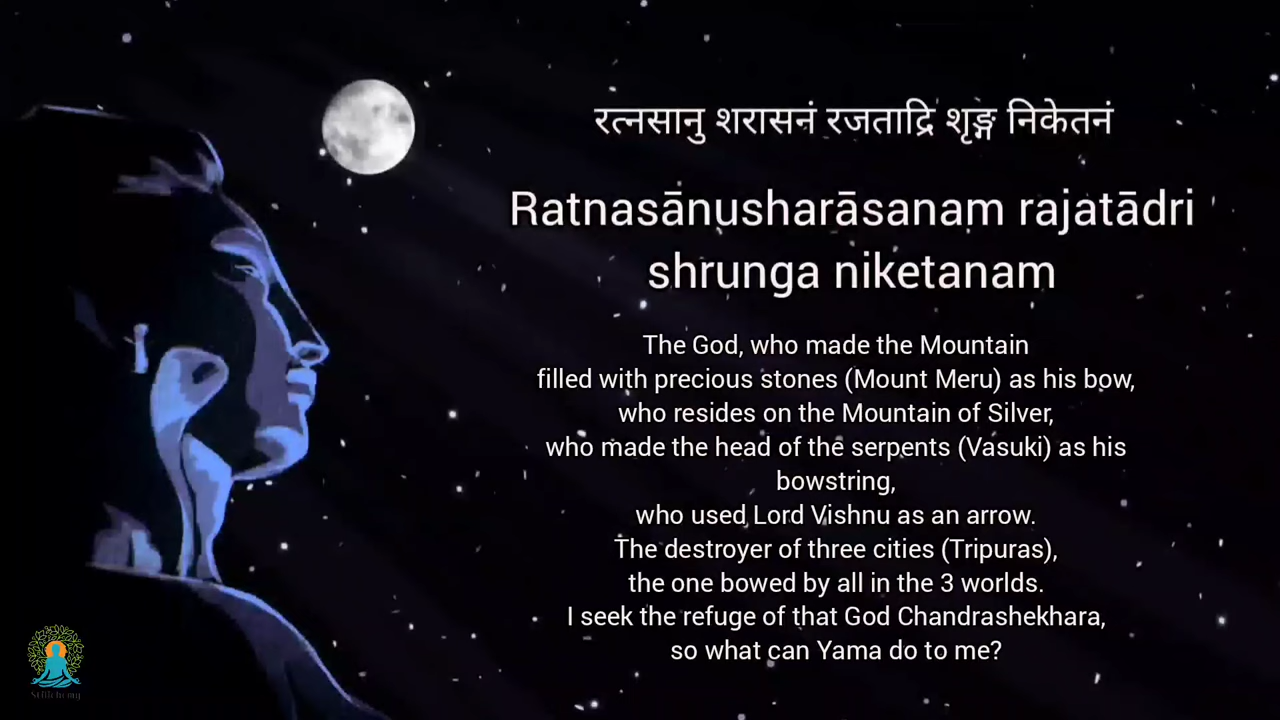 रत्नसानु शरासनं रजताद्रि शृङ्ग निकेतनं
Ratnasānusharāsanam rajatādri
shrunga niketanam
The God, who made the Mountain
filled with precious stones (Mount Meru) as his bow,
who resides on the Mountain of Silver,
who made the head of the serpents (Vasuki) as his
bowstring,
who used Lord Vishnu as an arrow.
The destroyer of three cities (Tripuras),
the one bowed by all in the 3 worlds.
I seek the refuge of that God Chandrashekhara,
so what can Yama do to me?